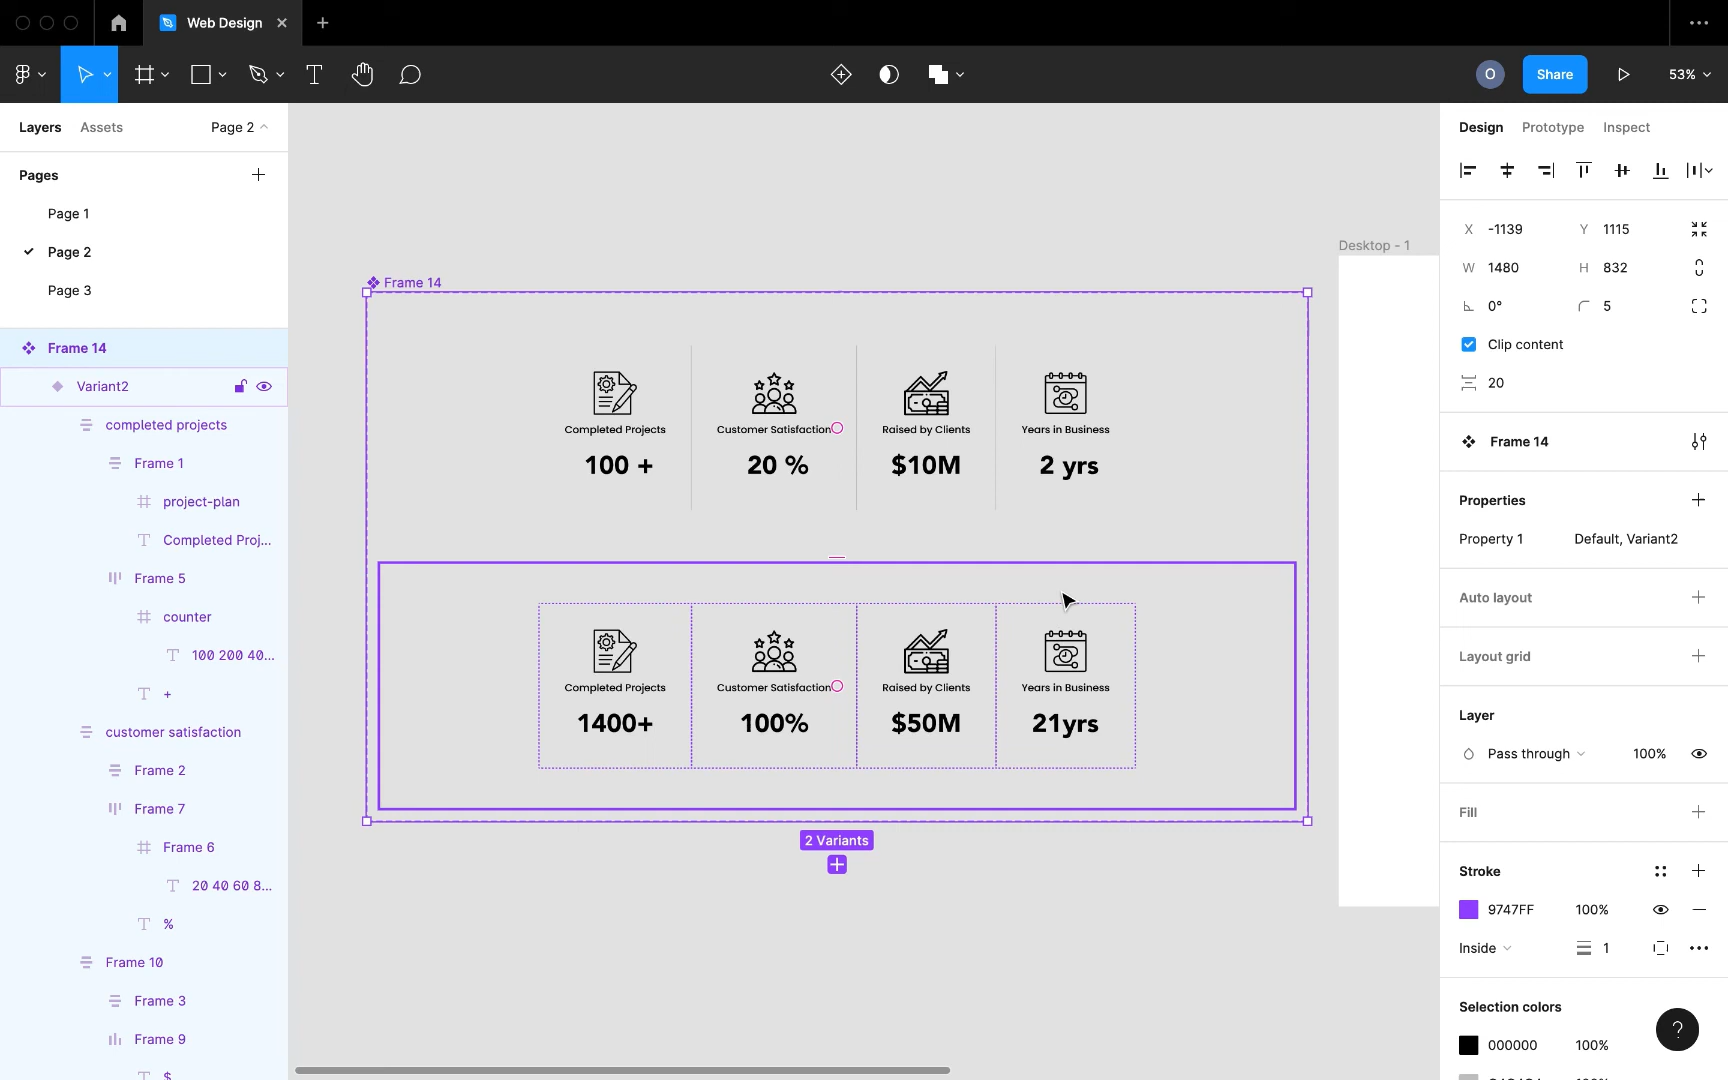 Web Design
O
Share
53%
Layers
Assets
Page 2
Pages
Page 1
Page 2
Page 3
Frame 14
Variant2
completed projects
Frame 1
project-plan
Completed Proj...
Frame 5
counter
100 200 40...
+
customer satisfaction
Frame 2
Frame 7
Frame 6
20 40 60 8...
%
Frame 10
Frame 3
Frame 9
$
Frame 14
Completed Projects
100 +
Customer Satisfaction
20 %
Raised by Clients
$10M
Years in Business
2 yrs
Completed Projects
1400+
Customer Satisfaction
100%
Raised by Clients
$50M
Years in Business
21yrs
2 Variants
Desktop - 1
Design
Prototype
Inspect
X -1139
Y 1115
W 1480
H 832
0°
5
Clip content
20
Frame 14
Properties
Property 1
Default, Variant2
Auto layout
Layout grid
Layer
Pass through
100%
Fill
Stroke
9747FF
100%
Inside
1
Selection colors
000000
100%
?